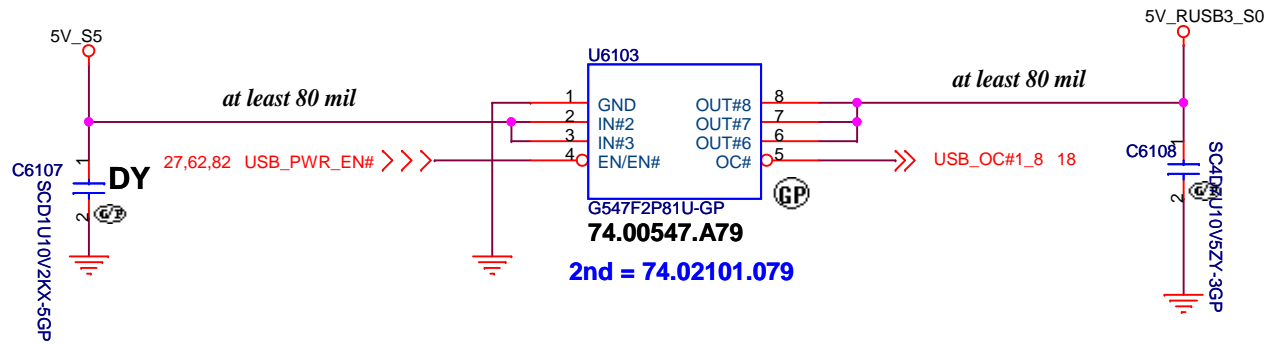 5V_S5
5V_RUSB3_S0
U6103
at least 80 mil
at least 80 mil
1 GND OUT#8 8
2 IN#2 OUT#7 7
3 IN#3 OUT#6 6
27,62,82 USB_PWR_EN# 4 EN/EN# OC# 5 USB_OC#1_8 18
C6107 1 DY
SCD1U10V2KX-5GP
2 G/P
GP
C6108 1
2
G547F2P81U-GP
74.00547.A79
2nd = 74.02101.079